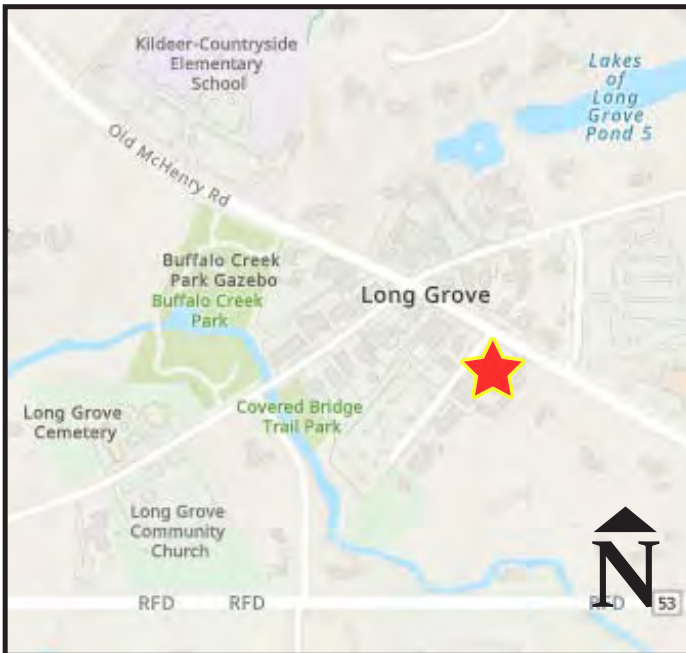 Kildeer-Countryside
Elementary
School
Lakes
of
Long
Grove
Pond 5
Old McHenry Rd
Buffalo Creek
Park Gazebo
Buffalo Creek
Park
Long Grove
Long Grove
Cemetery
Covered Bridge
Trail Park
Long Grove
Community
Church
N
RFD
RFD
RFD
53